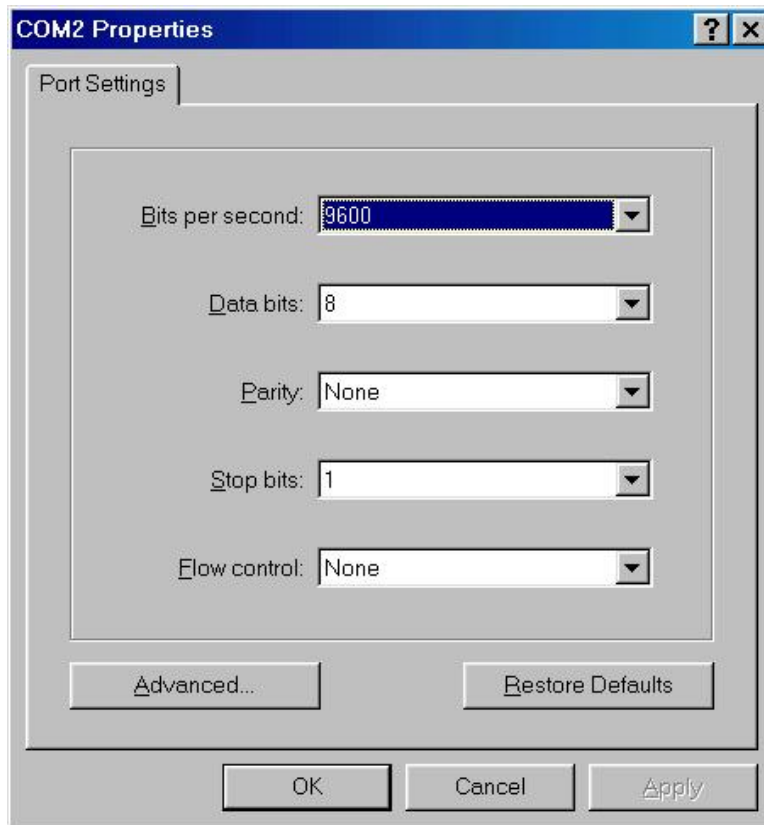 COM2 Properties
Port Settings
Bits per second: 9600
Data bits: 8
Parity: None
Stop bits: 1
Flow control: None
Advanced... Restore Defaults
OK Cancel Apply